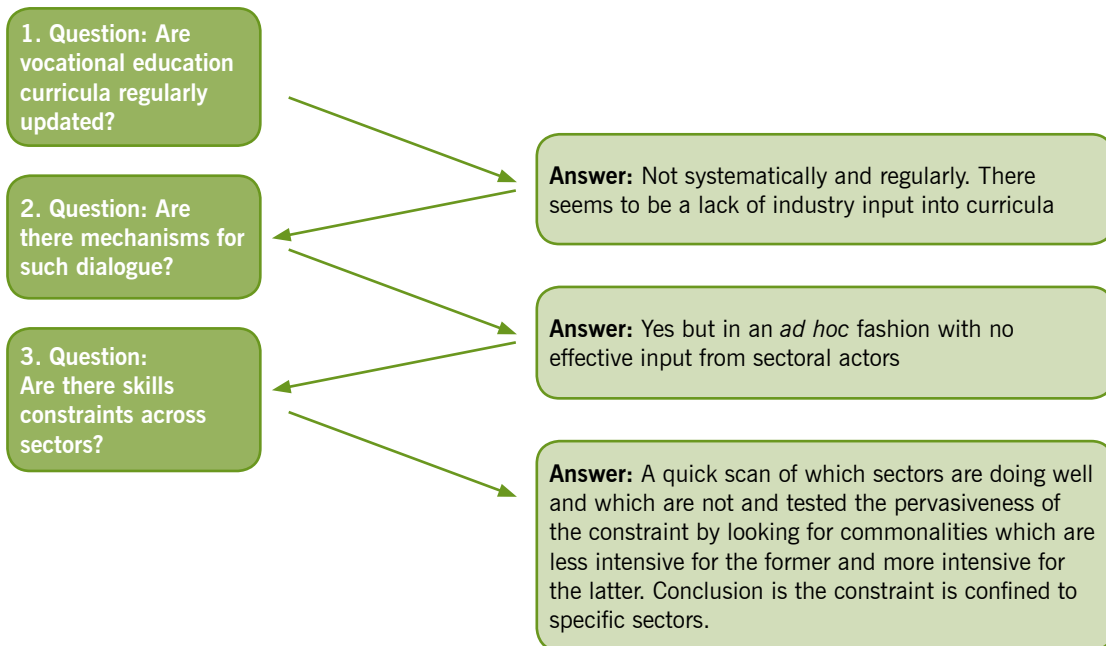 1. Question: Are
vocational education
curricula regularly
updated?
Answer: Not systematically and regularly. There
seems to be a lack of industry input into curricula
2. Question: Are
there mechanisms for
such dialogue?
Answer: Yes but in an ad hoc fashion with no
effective input from sectoral actors
3. Question:
Are there skills
constraints across
sectors?
Answer: A quick scan of which sectors are doing well
and which are not and tested the pervasiveness of
the constraint by looking for commonalities which are
less intensive for the former and more intensive for
the latter. Conclusion is the constraint is confined to
specific sectors.